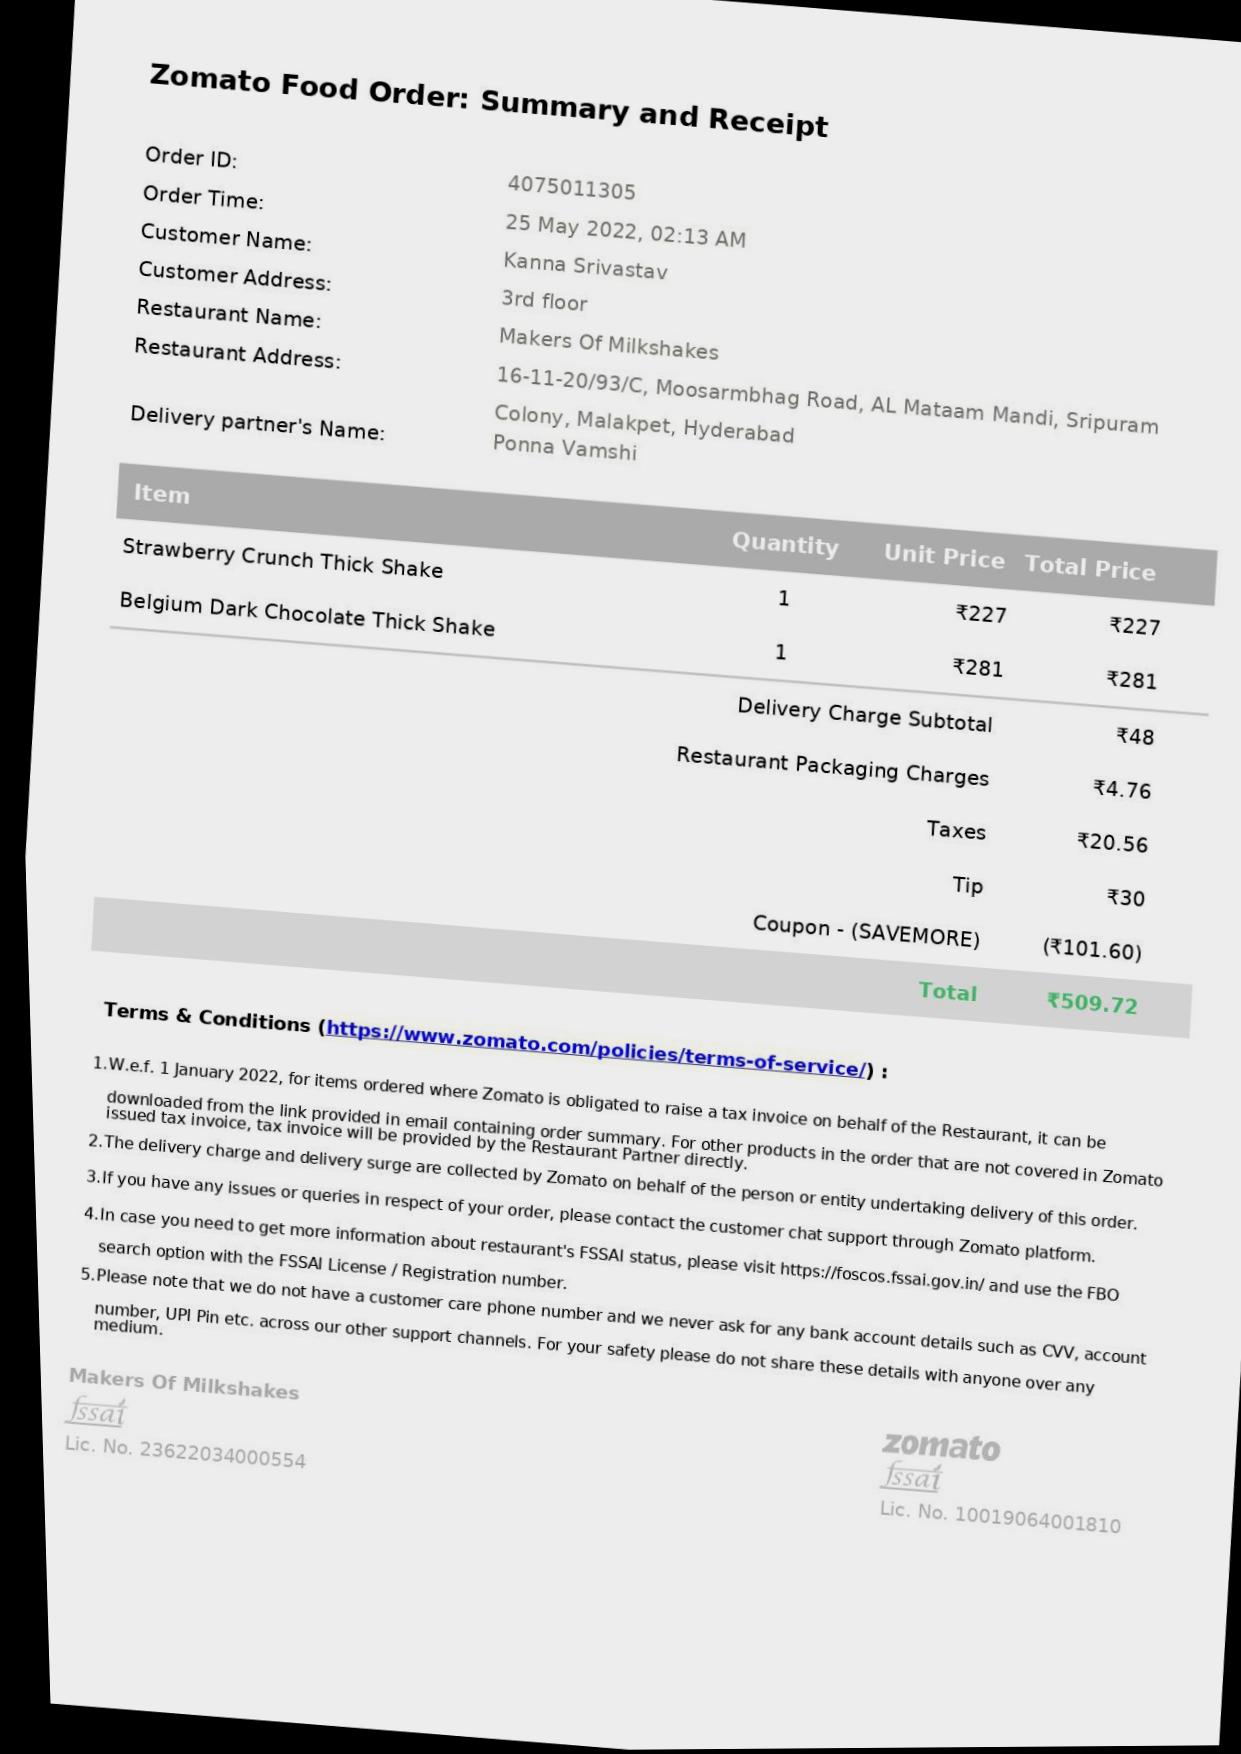 Zomato Food Order: Summary and Receipt
Order ID: 4075011305
Order Time: 25 May 2022, 02:13 AM
Customer Name: Kanna Srivastav
Customer Address: 3rd floor
Restaurant Name: Makers Of Milkshakes
Restaurant Address: 16-11-20/93/C, Moosarmbhag Road, AL Mataam Mandi, Sripuram
Colony, Malakpet, Hyderabad
Delivery partner's Name: Ponna Vamshi
Item Quantity Unit Price Total Price
Strawberry Crunch Thick Shake 1 ₹227 ₹227
Belgium Dark Chocolate Thick Shake 1 ₹281 ₹281
Delivery Charge Subtotal ₹48
Restaurant Packaging Charges ₹4.76
Taxes ₹20.56
Tip ₹30
Coupon - (SAVEMORE) (₹101.60)
Total ₹509.72
Terms & Conditions (https://www.zomato.com/policies/terms-of-service/) :
1.W.e.f. 1 January 2022, for items ordered where Zomato is obligated to raise a tax invoice on behalf of the Restaurant, it can be
downloaded from the link provided in email containing order summary. For other products in the order that are not covered in Zomato
issued tax invoice, tax invoice will be provided by the Restaurant Partner directly.
2.The delivery charge and delivery surge are collected by Zomato on behalf of the person or entity undertaking delivery of this order.
3.If you have any issues or queries in respect of your order, please contact the customer chat support through Zomato platform.
4.In case you need to get more information about restaurant's FSSAI status, please visit https://foscos.fssai.gov.in/ and use the FBO
search option with the FSSAI License / Registration number.
5.Please note that we do not have a customer care phone number and we never ask for any bank account details such as CVV, account
number, UPI Pin etc. across our other support channels. For your safety please do not share these details with anyone over any
medium.
Makers Of Milkshakes
fssai
Lic. No. 23622034000554
zomato
fssai
Lic. No. 10019064001810